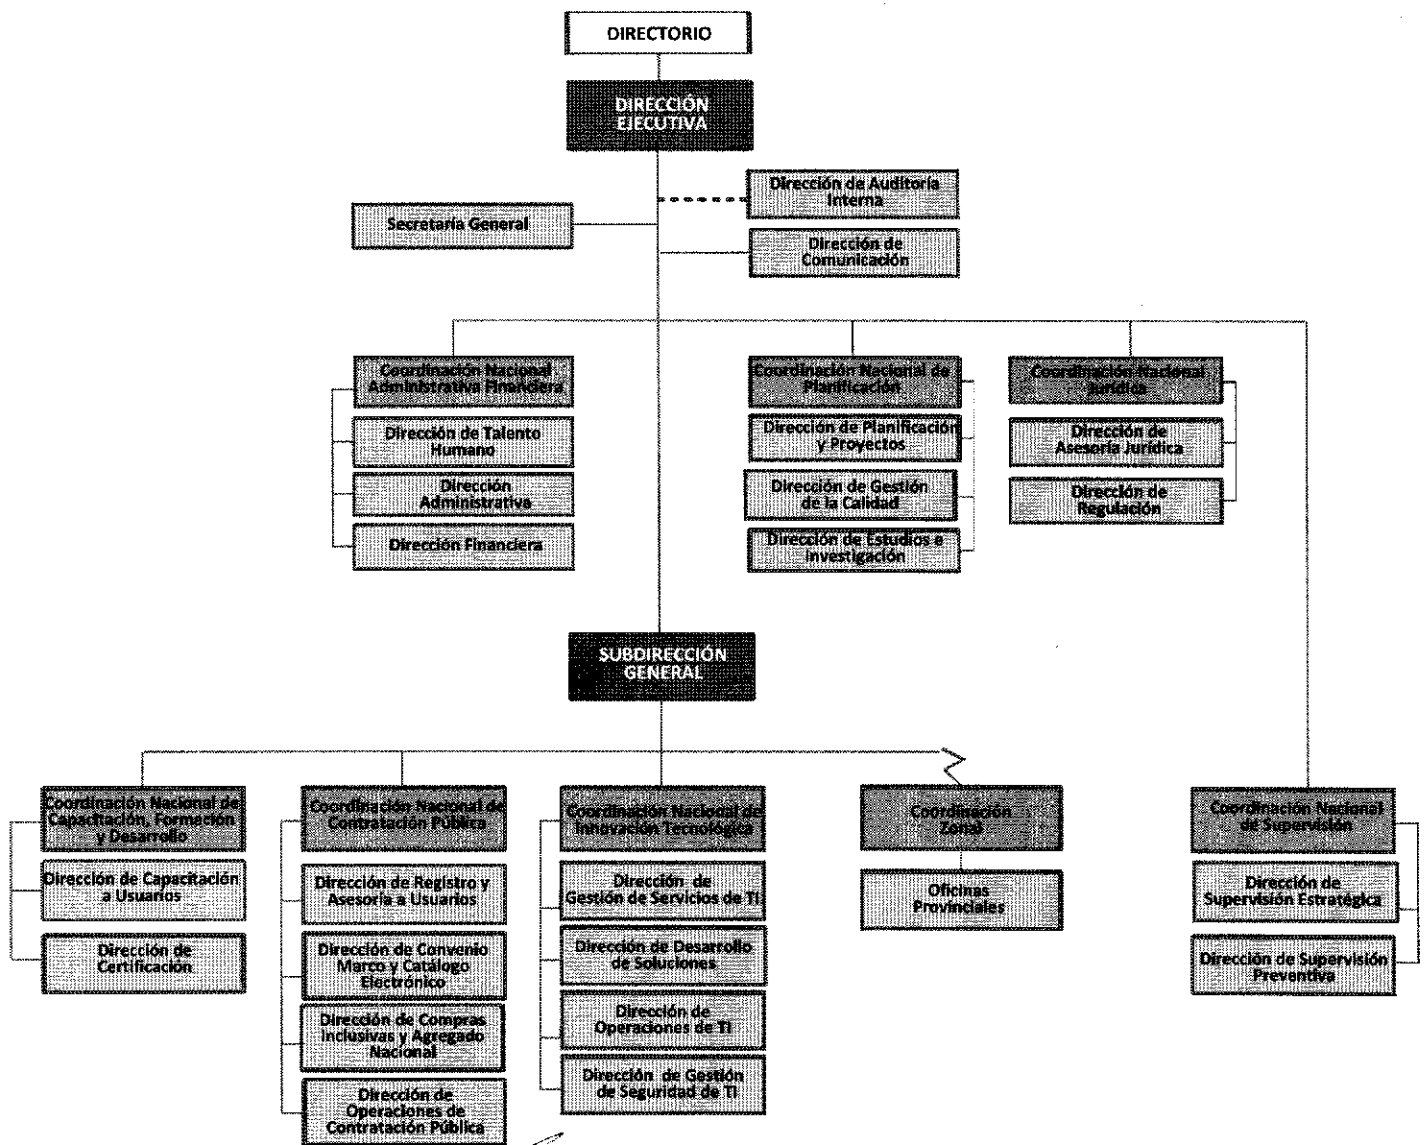 DIRECTORIO
DIRECCIÓN
EJECUTIVA
Dirección de Auditoría
Interna
Secretaría General
Dirección de
Comunicación
Coordinación Nacional
Administrativa Financiera
Dirección de Talento
Humano
Dirección
Administrativa
Dirección Financiera
Coordinación Nacional de
Planificación
Dirección de Planificación
y Proyectos
Dirección de Gestión
de la Calidad
Dirección de Estudios e
Investigación
Coordinación Nacional
Jurídica
Dirección de
Asesoría Jurídica
Dirección de
Regulación
SUBDIRECCIÓN
GENERAL
Coordinación Nacional de
Capacitación, Formación
y Desarrollo
Dirección de Capacitación
a Usuarios
Dirección de
Certificación
Coordinación Nacional de
Contratación Pública
Dirección de Registro y
Asesoría a Usuarios
Dirección de Convenio
Marco y Catálogo
Electrónico
Dirección de Compras
Inclusivas y Agregado
Nacional
Dirección de
Operaciones de
Contratación Pública
Coordinación Nacional de
Innovación Tecnológica
Dirección de
Gestión de Servicios de TI
Dirección de Desarrollo
de Soluciones
Dirección de
Operaciones de TI
Dirección de Gestión
de Seguridad de TI
Coordinación
Zonal
Oficinas
Provinciales
Coordinación Nacional
de Supervisión
Dirección de
Supervisión Estratégica
Dirección de Supervisión
Preventiva